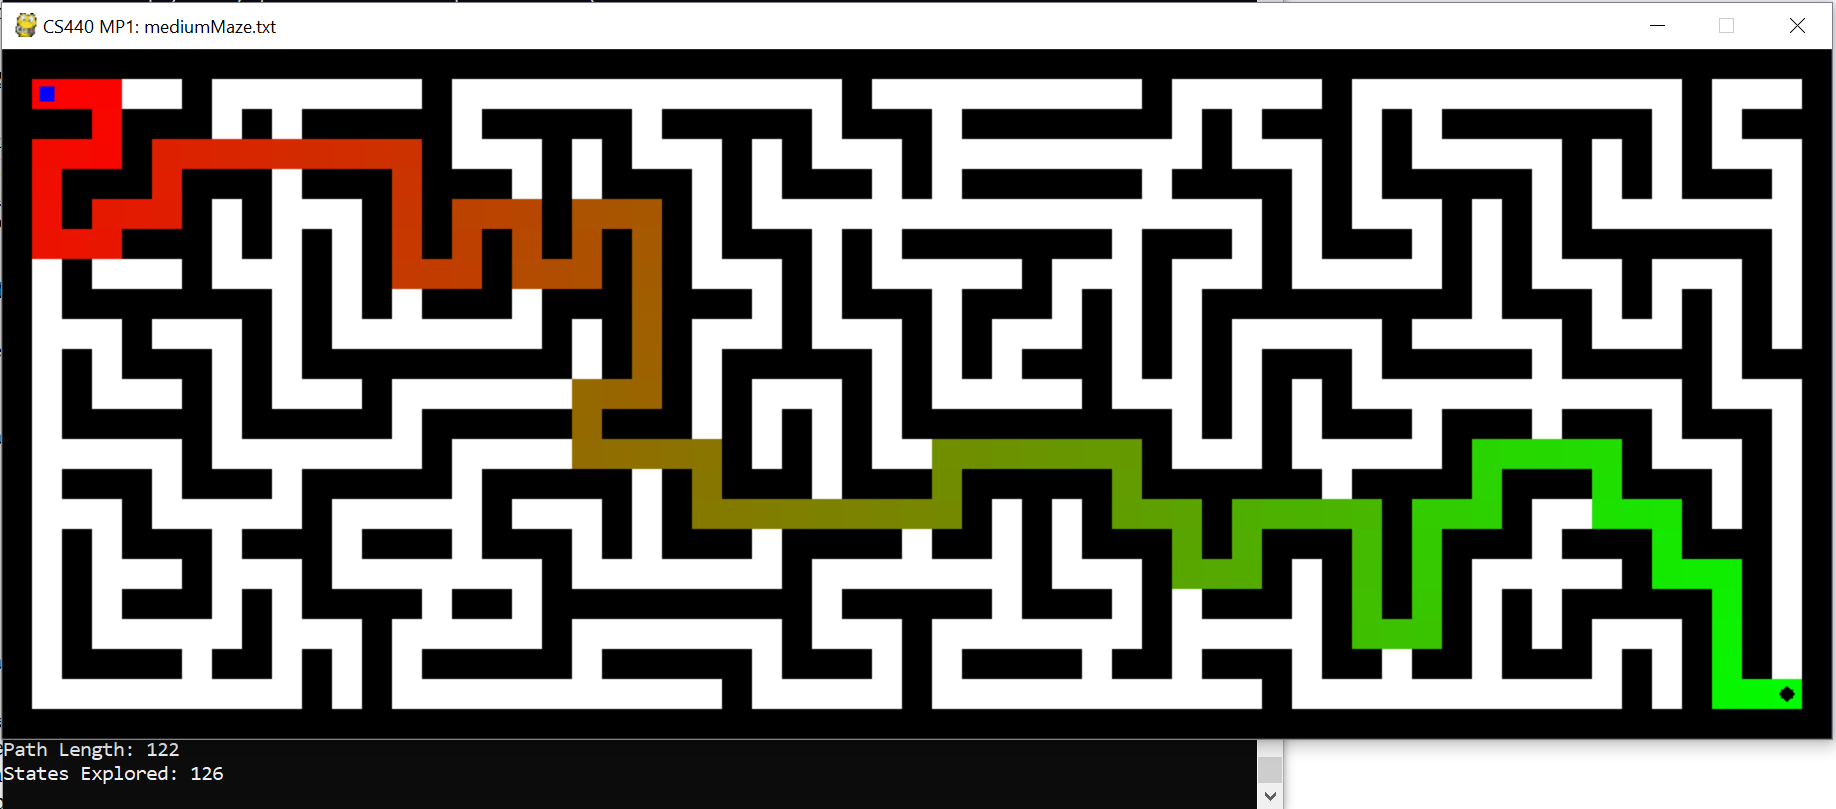 CS440 MP1: mediumMaze.txt
Path Length: 122
States Explored: 126